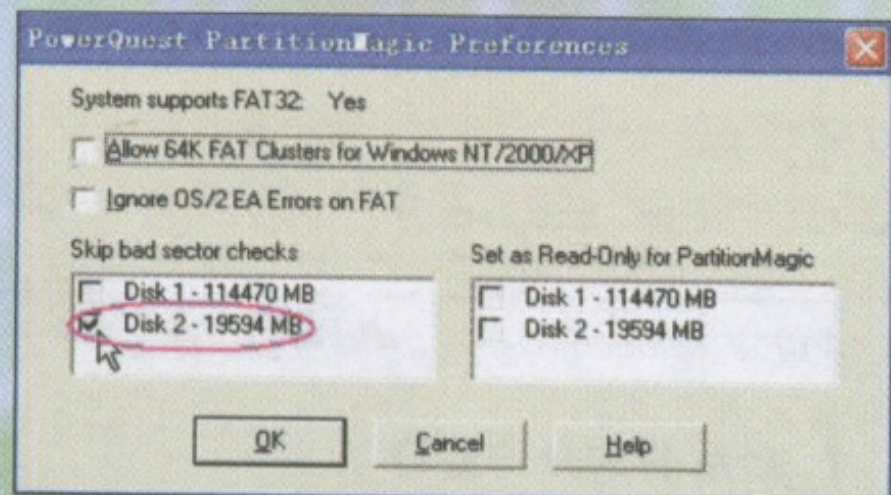 PowerQuest PartitionMagic Preferences
System supports FAT32: Yes
Allow 64K FAT Clusters for Windows NT/2000/XP
Ignore OS/2 EA Errors on FAT
Skip bad sector checks
Disk 1 - 114470 MB
Disk 2 - 19594 MB
Set as Read-Only for PartitionMagic
Disk 1 - 114470 MB
Disk 2 - 19594 MB
OK
Cancel
Help